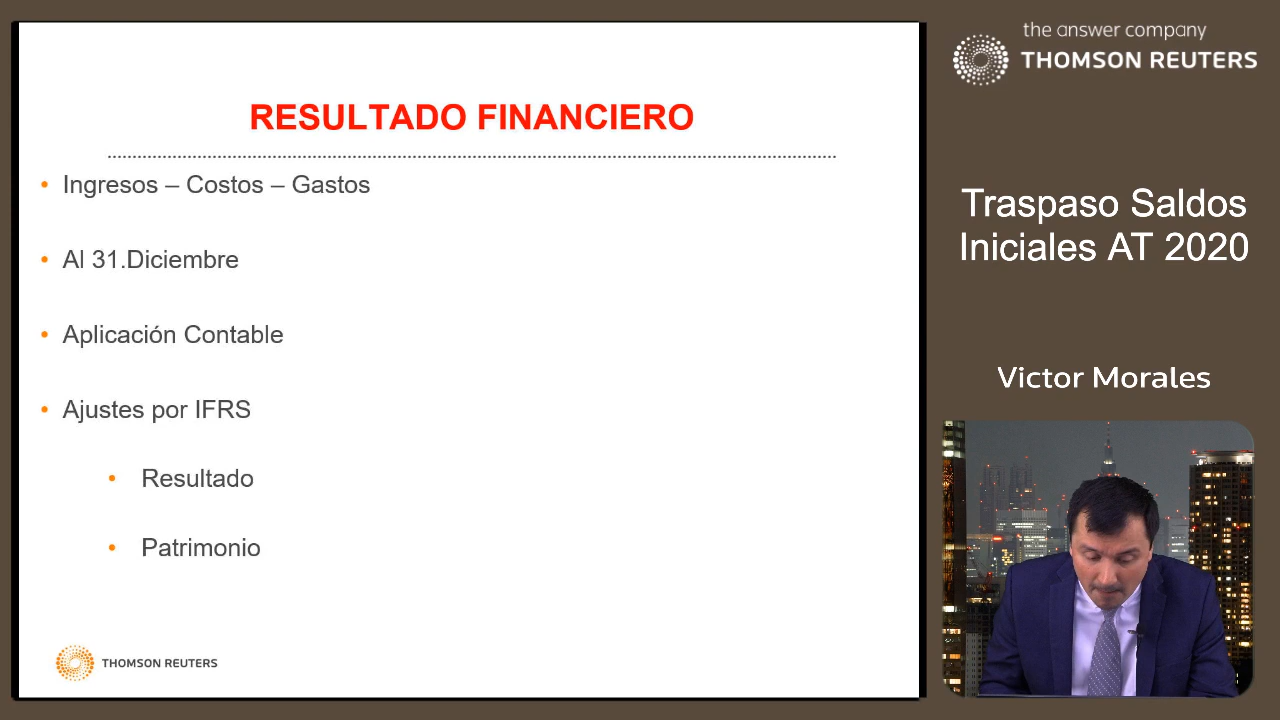 RESULTADO FINANCIERO
• Ingresos – Costos – Gastos
• Al 31.Diciembre
• Aplicación Contable
• Ajustes por IFRS
• Resultado
• Patrimonio
THOMSON REUTERS
the answer company
THOMSON REUTERS
Traspaso Saldos
Iniciales AT 2020
Victor Morales